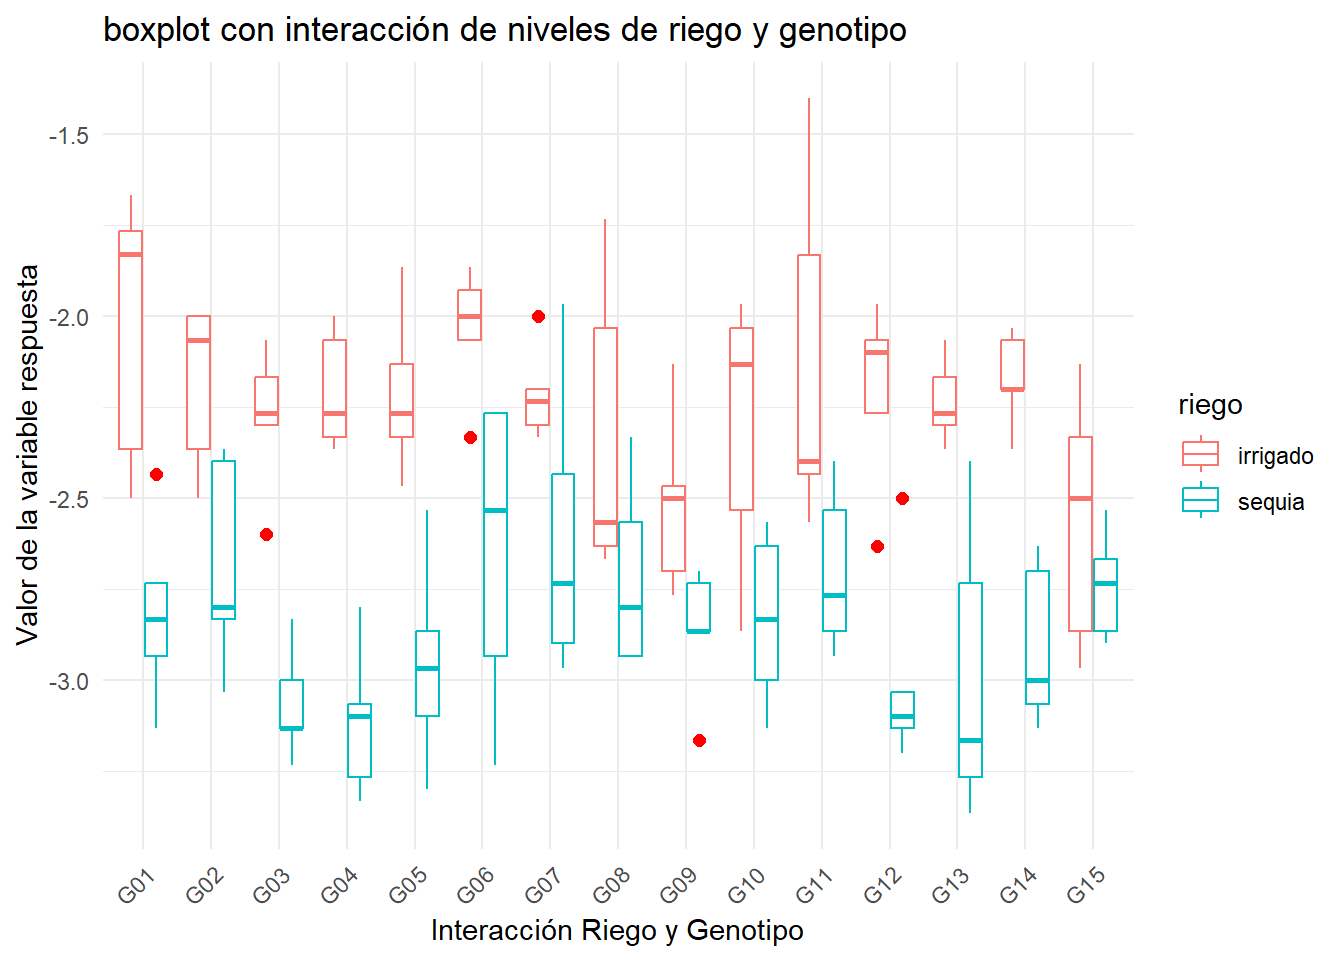 boxplot con interacción de niveles de riego y genotipo
Valor de la variable respuesta
-1.5
-2.0
-2.5
-3.0
G01
G02
G03
G04
G05
G06
G07
G08
G09
G10
G11
G12
G13
G14
G15
Interacción Riego y Genotipo
riego
irrigado
sequia